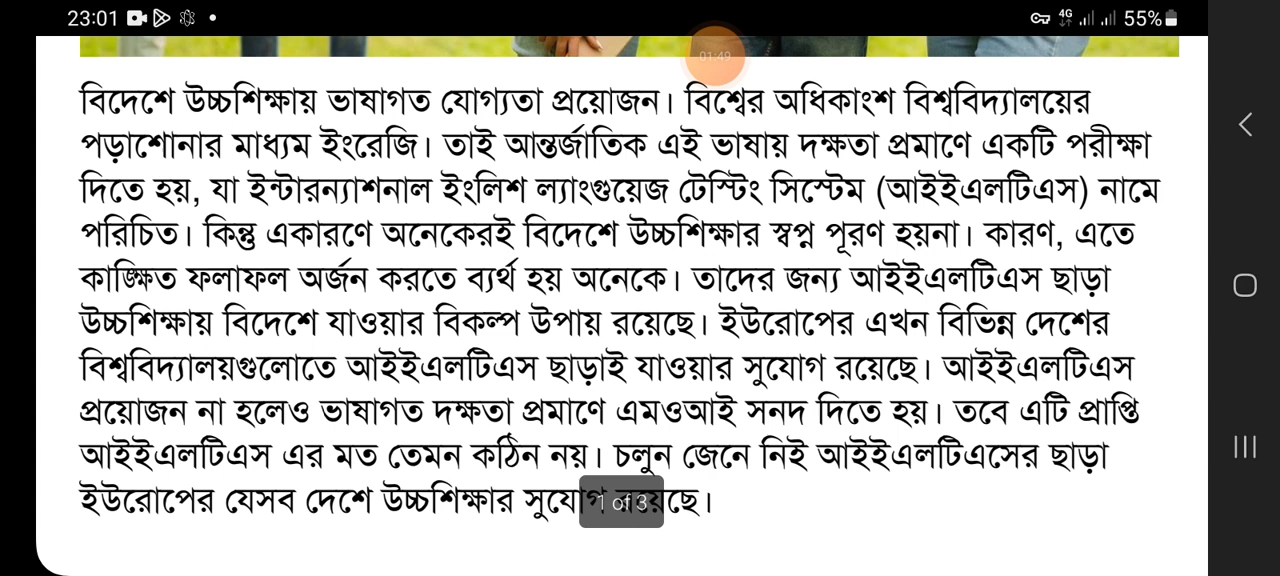 23:01
4G
55%
01:49
বিদেশে উচ্চশিক্ষায় ভাষাগত যোগ্যতা প্রয়োজন। বিশ্বের অধিকাংশ বিশ্ববিদ্যালয়ের
পড়াশোনার মাধ্যম ইংরেজি। তাই আন্তর্জাতিক এই ভাষায় দক্ষতা প্রমাণে একটি পরীক্ষা
দিতে হয়, যা ইন্টারন্যাশনাল ইংলিশ ল্যাংগুয়েজ টেস্টিং সিস্টেম (আইইএলটিএস) নামে
পরিচিত। কিন্তু একারণে অনেকেরই বিদেশে উচ্চশিক্ষার স্বপ্ন পূরণ হয়না। কারণ, এতে
কাঙ্ক্ষিত ফলাফল অর্জন করতে ব্যর্থ হয় অনেকে। তাদের জন্য আইইএলটিএস ছাড়া
উচ্চশিক্ষায় বিদেশে যাওয়ার বিকল্প উপায় রয়েছে। ইউরোপের এখন বিভিন্ন দেশের
বিশ্ববিদ্যালয়গুলোতে আইইএলটিএস ছাড়াই যাওয়ার সুযোগ রয়েছে। আইইএলটিএস
প্রয়োজন না হলেও ভাষাগত দক্ষতা প্রমাণে এমওআই সনদ দিতে হয়। তবে এটি প্রাপ্তি
আইইএলটিএস এর মত তেমন কঠিন নয়। চলুন জেনে নিই আইইএলটিএসের ছাড়া
ইউরোপের যেসব দেশে উচ্চশিক্ষার সুযোগ রয়েছে।
1 of 3